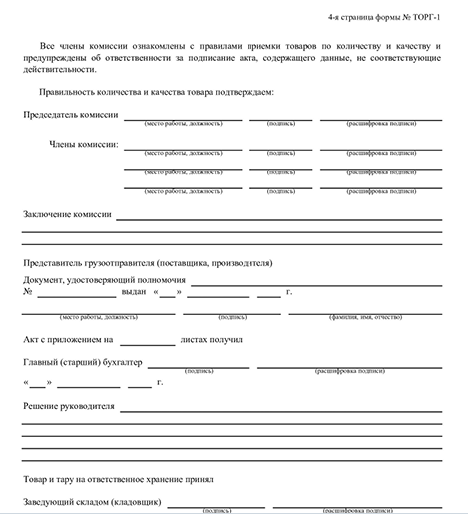 4-я страница формы № ТОРГ-1
Все члены комиссии ознакомлены с правилами приемки товаров по количеству и качеству и
предупреждены об ответственности за подписание акта, содержащего данные, не соответствующие
действительности.
Правильность количества и качества товара подтверждаем:
Председатель комиссии
(место работы, должность) (подпись) (расшифровка подписи)
Члены комиссии:
(место работы, должность) (подпись) (расшифровка подписи)
(место работы, должность) (подпись) (расшифровка подписи)
(место работы, должность) (подпись) (расшифровка подписи)
Заключение комиссии
Представитель грузоотправителя (поставщика, производителя)
Документ, удостоверяющий полномочия
№ выдан « » г.
(место работы, должность) (подпись) (фамилия, имя, отчество)
Акт с приложением на листах получил
Главный (старший) бухгалтер
(подпись) (расшифровка подписи)
« » г.
Решение руководителя
Товар и тару на ответственное хранение принял
Заведующий складом (кладовщик)
(подпись) (расшифровка подписи)